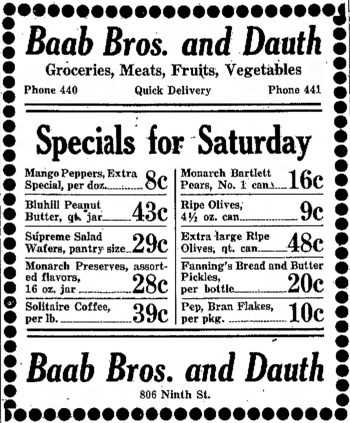 Baab Bros. and Dauth
Groceries, Meats, Fruits, Vegetables
Phone 440 Quick Delivery Phone 441
Specials for Saturday
Mango Peppers, Extra
Special, per doz. 8c
Bluhill Peanut
Butter, qt. jar 43c
Supreme Salad
Wafers, pantry size 29c
Monarch Preserves, assort-
ed flavors,
16 oz. jar 28c
Solitaire Coffee,
per lb. 39c
Monarch Bartlett
Pears, No. 1 can 16c
Ripe Olives,
4½ oz. can 9c
Extra large Ripe
Olives, qt. can 48c
Fanning's Bread and Butter
Pickles,
per bottle 20c
Pep, Bran Flakes,
per pkg. 10c
Baab Bros. and Dauth
806 Ninth St.